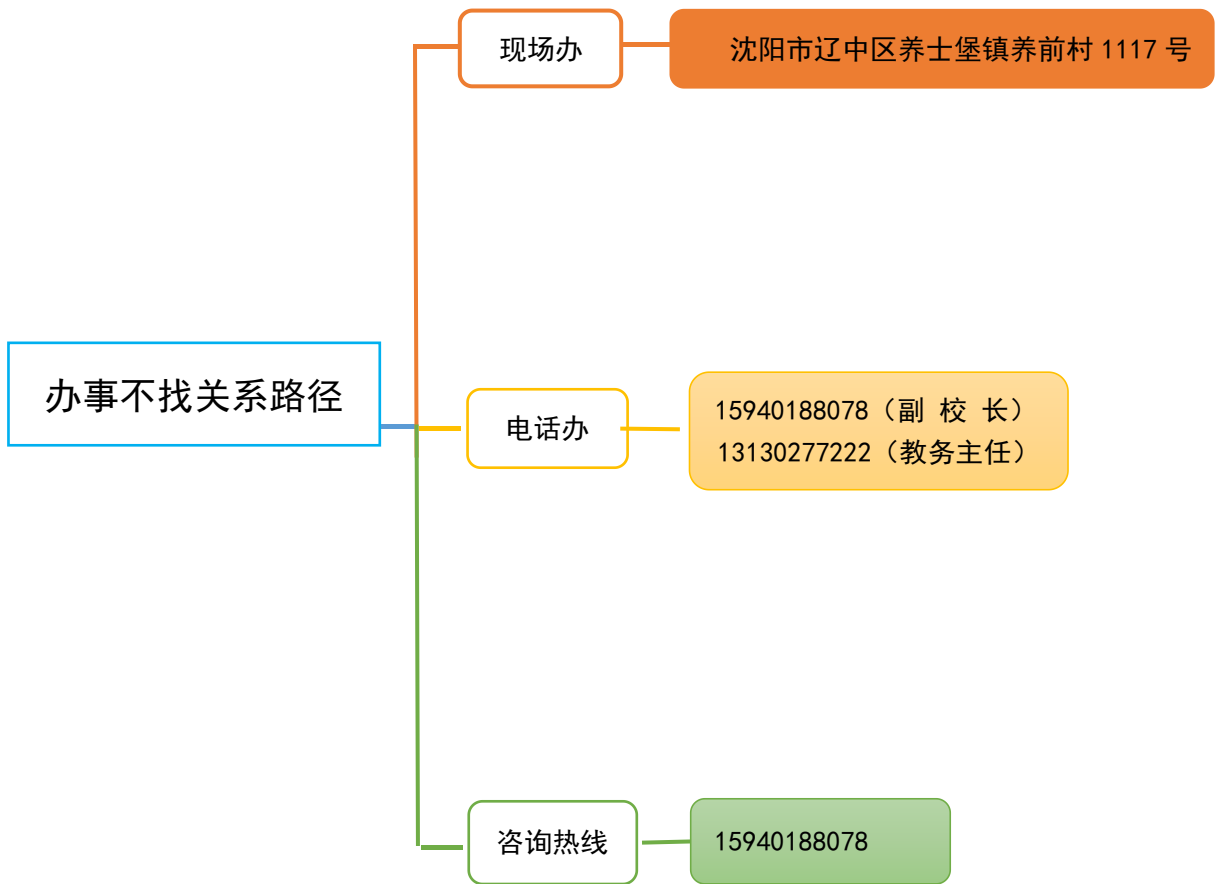 现场办
沈阳市辽中区养士堡镇养前村 1117 号
办事不找关系路径
电话办
15940188078（副 校 长）
13130277222（教务主任）
咨询热线
15940188078